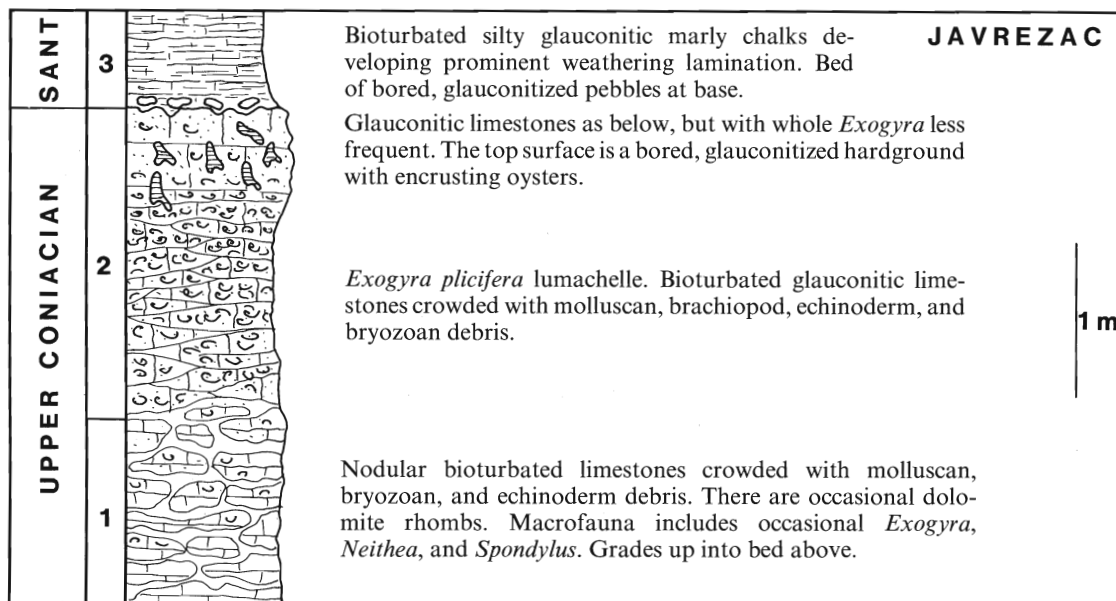 JAVREZAC
SANT
3
Bioturbated silty glauconitic marly chalks de-
veloping prominent weathering lamination. Bed
of bored, glauconitized pebbles at base.
UPPER CONIACIAN
2
Glauconitic limestones as below, but with whole Exogyra less
frequent. The top surface is a bored, glauconitized hardground
with encrusting oysters.
Exogyra plicifera lumachelle. Bioturbated glauconitic lime-
stones crowded with molluscan, brachiopod, echinoderm, and
bryozoan debris.
1 m
1
Nodular bioturbated limestones crowded with molluscan,
bryozoan, and echinoderm debris. There are occasional dolo-
mite rhombs. Macrofauna includes occasional Exogyra,
Neithea, and Spondylus. Grades up into bed above.